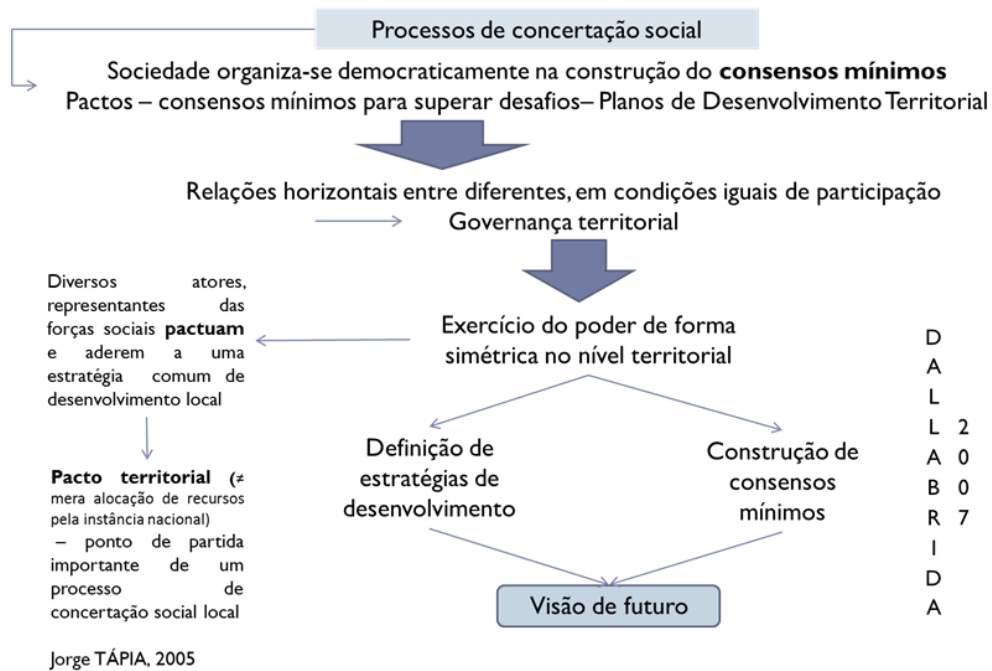 Processos de concertação social
Sociedade organiza-se democraticamente na construção do consensos mínimos
Pactos – consensos mínimos para superar desafios– Planos de Desenvolvimento Territorial
Relações horizontais entre diferentes, em condições iguais de participação
Governança territorial
Exercício do poder de forma
simétrica no nível territorial
Diversos atores,
representantes das
forças sociais pactuam
e aderem a uma
estratégia comum de
desenvolvimento local
Pacto territorial (≠
mera alocação de recursos
pela instância nacional)
– ponto de partida
importante de um
processo de
concertação social local
Jorge TÁPIA, 2005
Definição de
estratégias de
desenvolvimento
Construção de
consensos
mínimos
Visão de futuro
D
A
L
L 2
A 0
B 0
R 7
I
D
A